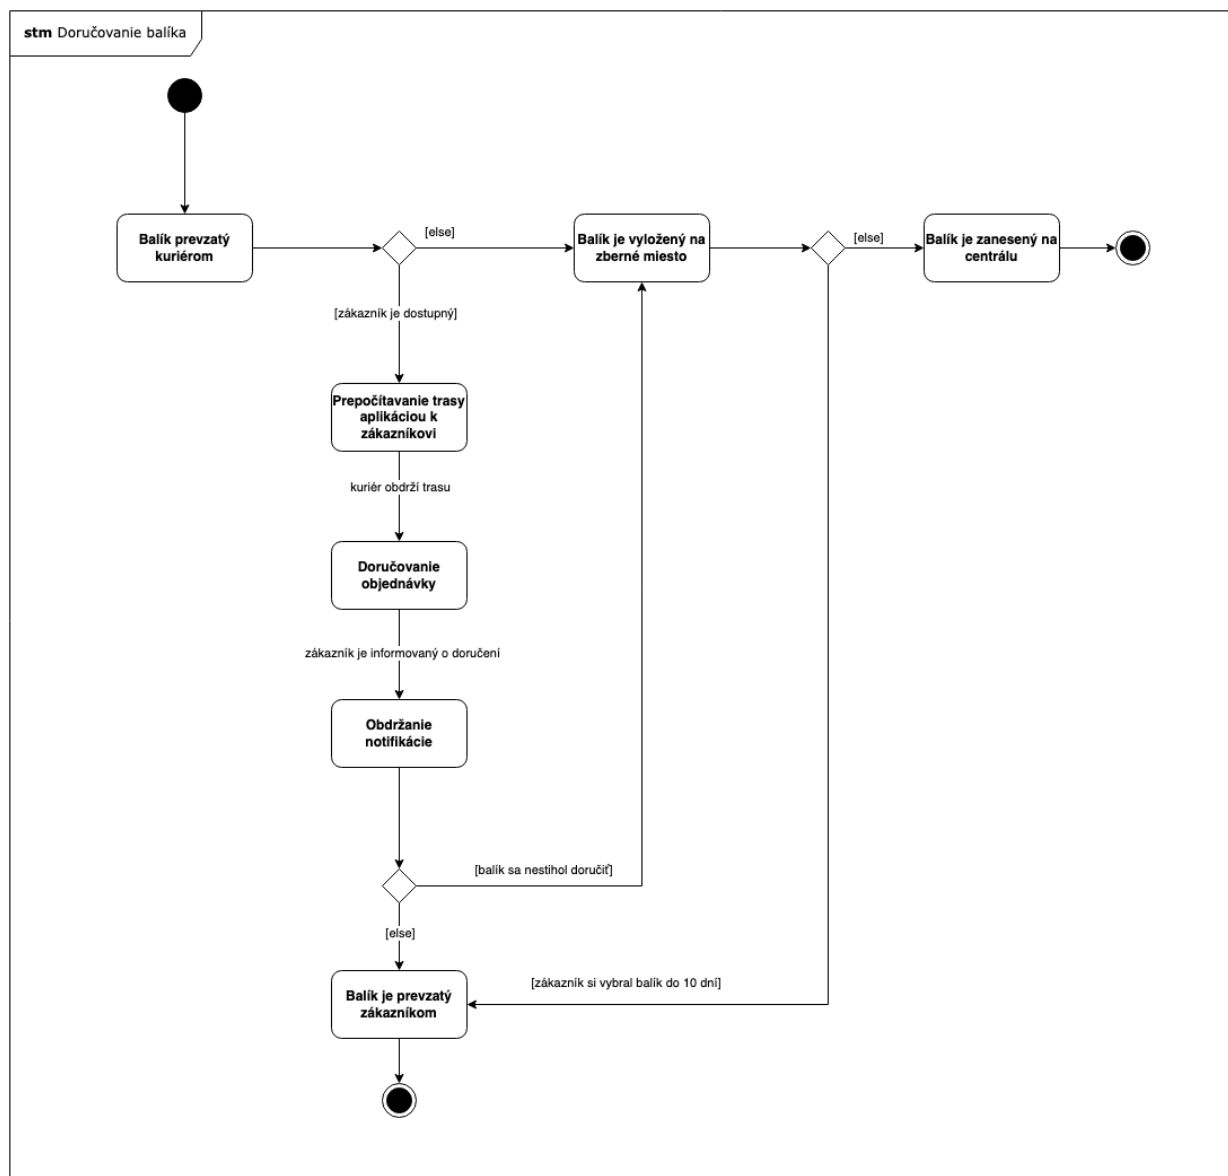 stm Doručovanie balíka
Balík prevzatý
kuriérom
[else]
Balík je vyložený na
zberné miesto
[else]
Balík je zanesený na
centrálu
[zákazník je dostupný]
Prepočítavanie trasy
aplikáciou k
zákazníkovi
kuriér obdrží trasu
Doručovanie
objednávky
zákazník je informovaný o doručení
Obdržanie
notifikácie
[balík sa nestihol doručiť]
[else]
Balík je prevzatý
zákazníkom
[zákazník si vybral balík do 10 dní]